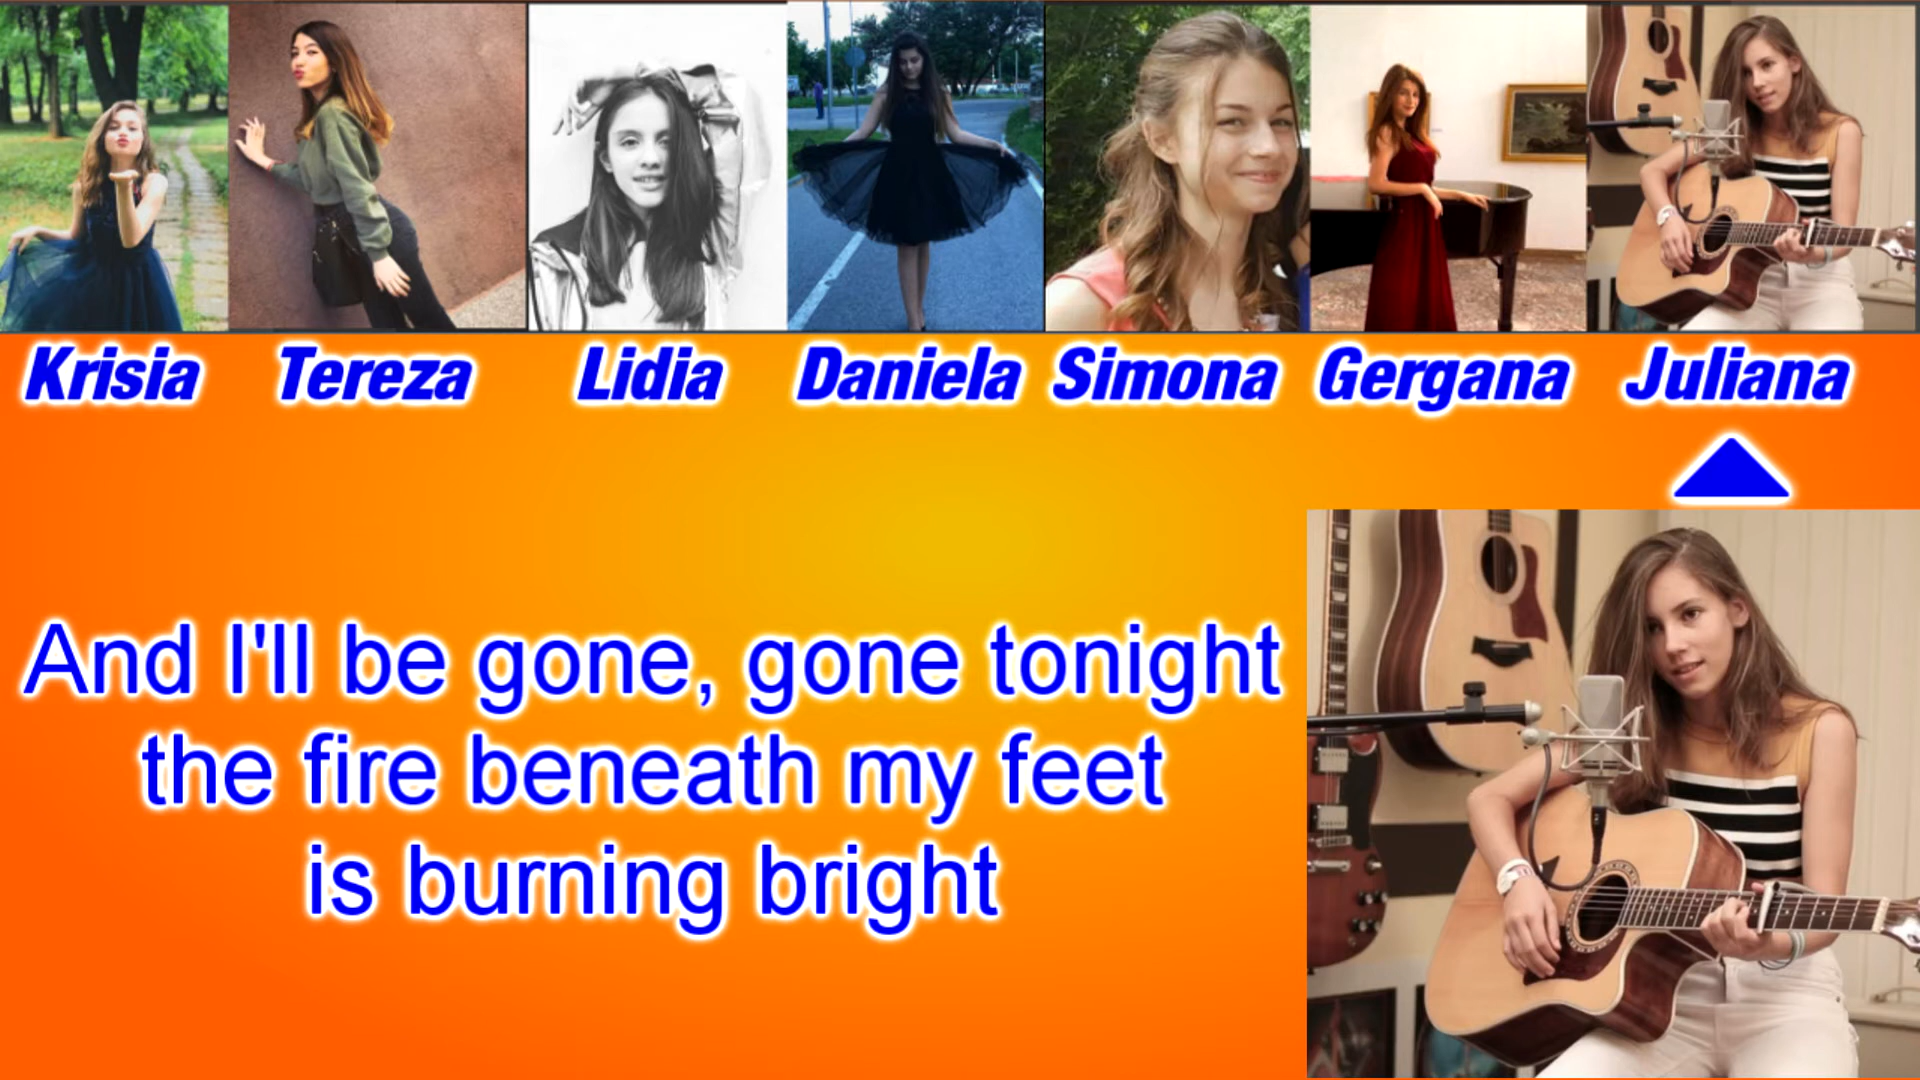 Krisia Tereza Lidia Daniela Simona Gergana Juliana
And I'll be gone, gone tonight
the fire beneath my feet
is burning bright